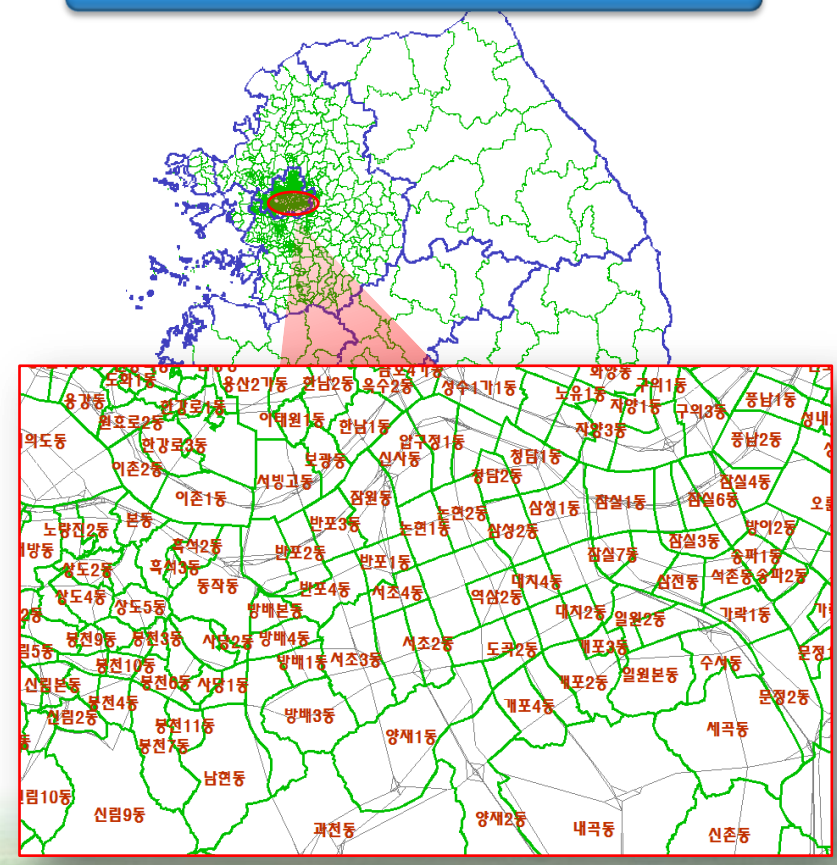 도화1동
용산2가동
한남2동
옥수2동
금호4가동
성수1가1동
화양동
노유1동
구의1동
자양1동
구의3동
풍납1동
용강동
한강로1동
원효로2동
이태원1동
한남1동
자양3동
풍납2동
한강로3동
압구정1동
이촌2동
보광동
신사동
청담1동
서빙고동
청담2동
잠실4동
이촌1동
잠원동
삼성1동
잠실1동
잠실6동
본동
노량진2동
반포3동
논현1동
논현2동
삼성2동
방이2동
흑석2동
반포2동
잠실3동
잠실7동
송파1동
상도2동
흑석3동
반포1동
동작동
반포4동
서초4동
대치4동
삼전동
석촌동
송파2동
상도4동
상도5동
방배본동
역삼2동
대치2동
일원2동
가락1동
봉천9동
봉천3동
사당2동
방배4동
서초2동
도곡2동
개포3동
봉천10동
방배1동
서초3동
수서동
신림본동
봉천6동
사당1동
개포2동
일원본동
문정2동
봉천4동
신림2동
방배3동
개포4동
봉천11동
봉천7동
양재1동
세곡동
남현동
신림9동
과천동
양재2동
내곡동
신촌동